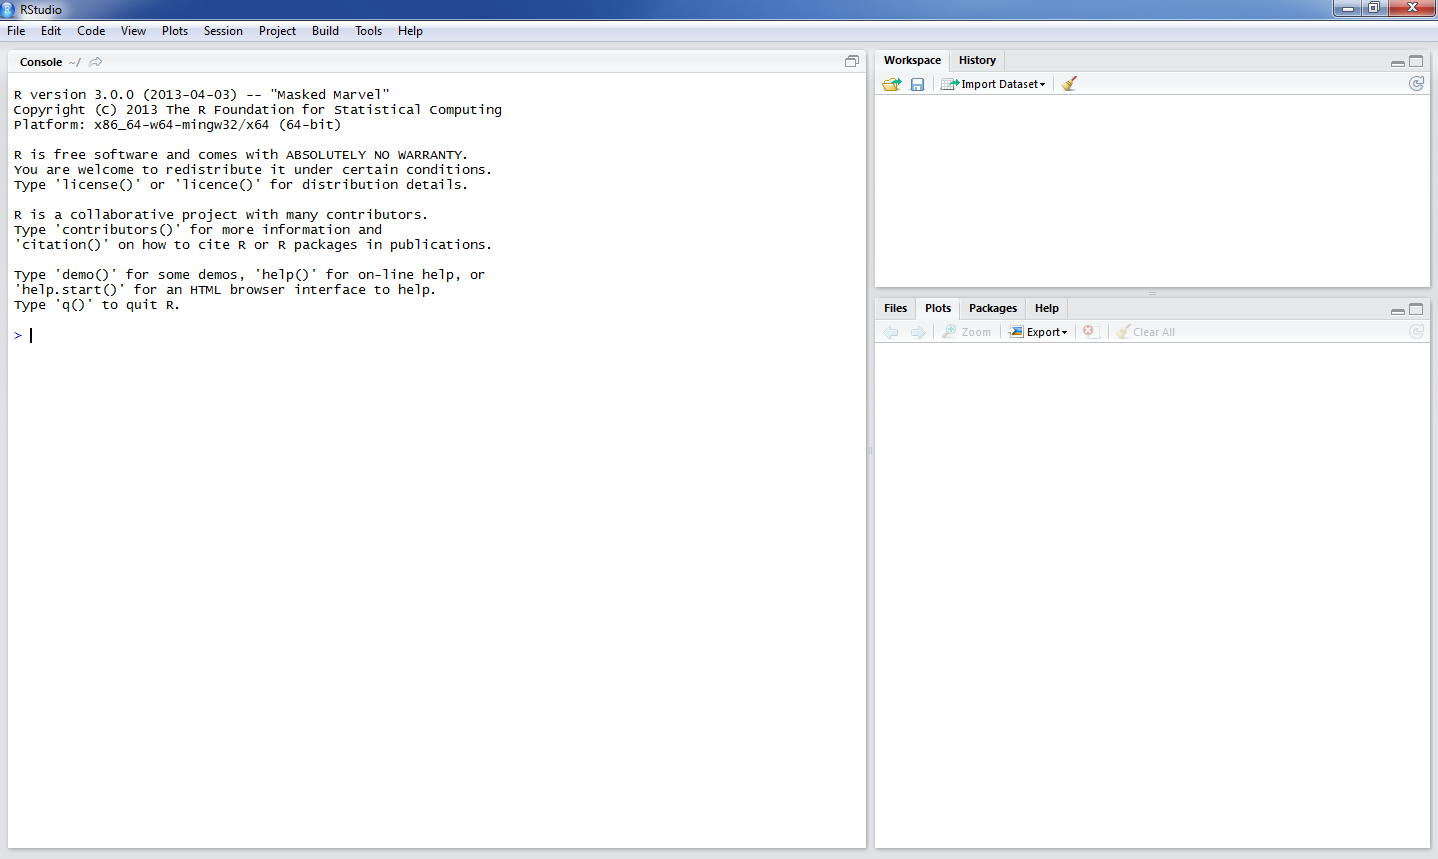 RStudio
File Edit Code View Plots Session Project Build Tools Help
Console ~/
R version 3.0.0 (2013-04-03) -- "Masked Marvel"
Copyright (C) 2013 The R Foundation for Statistical Computing
Platform: x86_64-w64-mingw32/x64 (64-bit)
R is free software and comes with ABSOLUTELY NO WARRANTY.
You are welcome to redistribute it under certain conditions.
Type 'license()' or 'licence()' for distribution details.
R is a collaborative project with many contributors.
Type 'contributors()' for more information and
'citation()' on how to cite R or R packages in publications.
Type 'demo()' for some demos, 'help()' for on-line help, or
'help.start()' for an HTML browser interface to help.
Type 'q()' to quit R.
>
Workspace History
Import Dataset
Files Plots Packages Help
Zoom Export Clear All